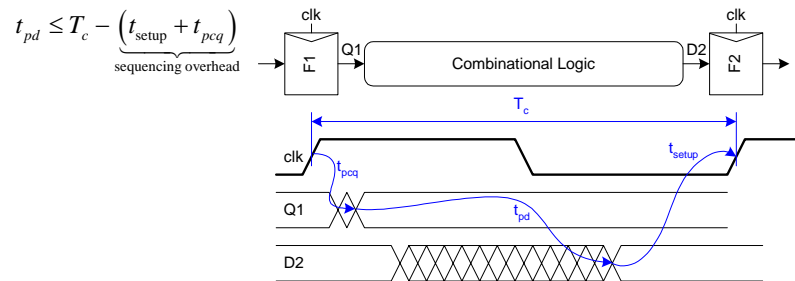 t_pd ≤ T_c − (t_setup + t_pcq)
sequencing overhead
clk
clk
F1
Q1
Combinational Logic
D2
F2
T_c
clk
t_pcq
t_setup
Q1
t_pd
D2